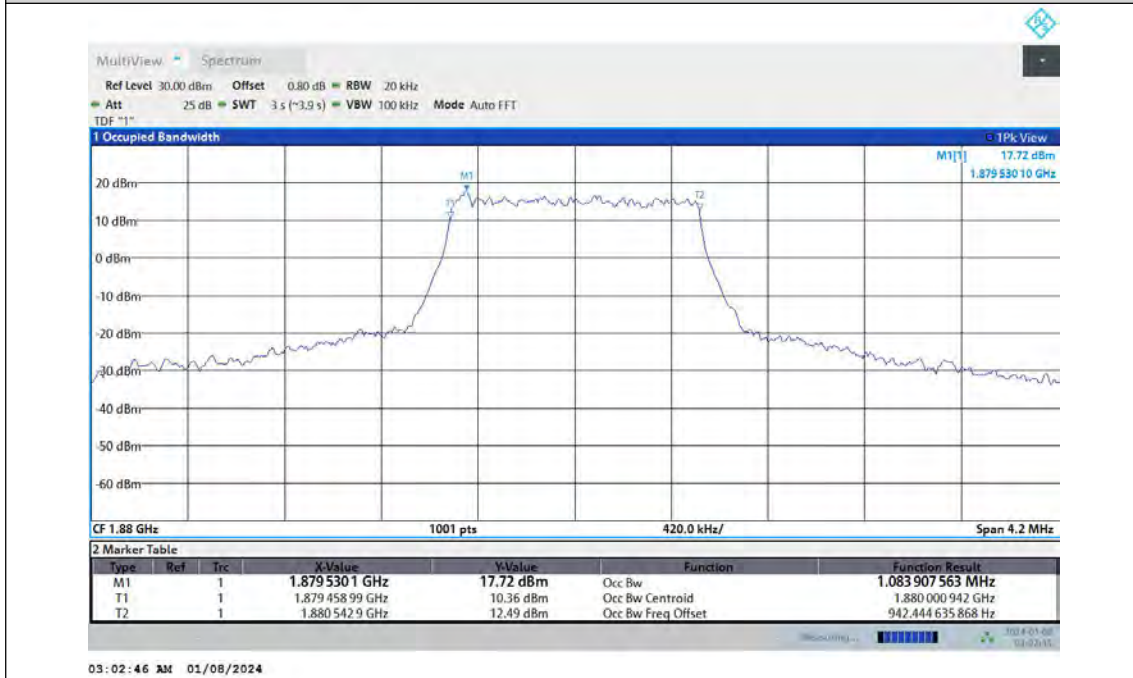 R&S
MultiView Spectrum
Ref Level 30.00 dBm Offset 0.80 dB RBW 20 kHz
Att 25 dB SWT 3 s (~3.9 s) VBW 100 kHz Mode Auto FFT
TDF "1"
1 Occupied Bandwidth 1Pk View
M1[1] 17.72 dBm
1.879 530 10 GHz
M1
T1
T2
20 dBm
10 dBm
0 dBm
-10 dBm
-20 dBm
-30 dBm
-40 dBm
-50 dBm
-60 dBm
CF 1.88 GHz 1001 pts 420.0 kHz/ Span 4.2 MHz
2 Marker Table
Type Ref Trc X-Value Y-Value Function Function Result
M1 1 1.879 530 1 GHz 17.72 dBm Occ Bw 1.083 907 563 MHz
T1 1 1.879 458 99 GHz 10.36 dBm Occ Bw Centroid 1.880 000 942 GHz
T2 1 1.880 542 9 GHz 12.49 dBm Occ Bw Freq Offset 942.444 635 868 Hz
Measuring...
03:02:46 AM 01/08/2024